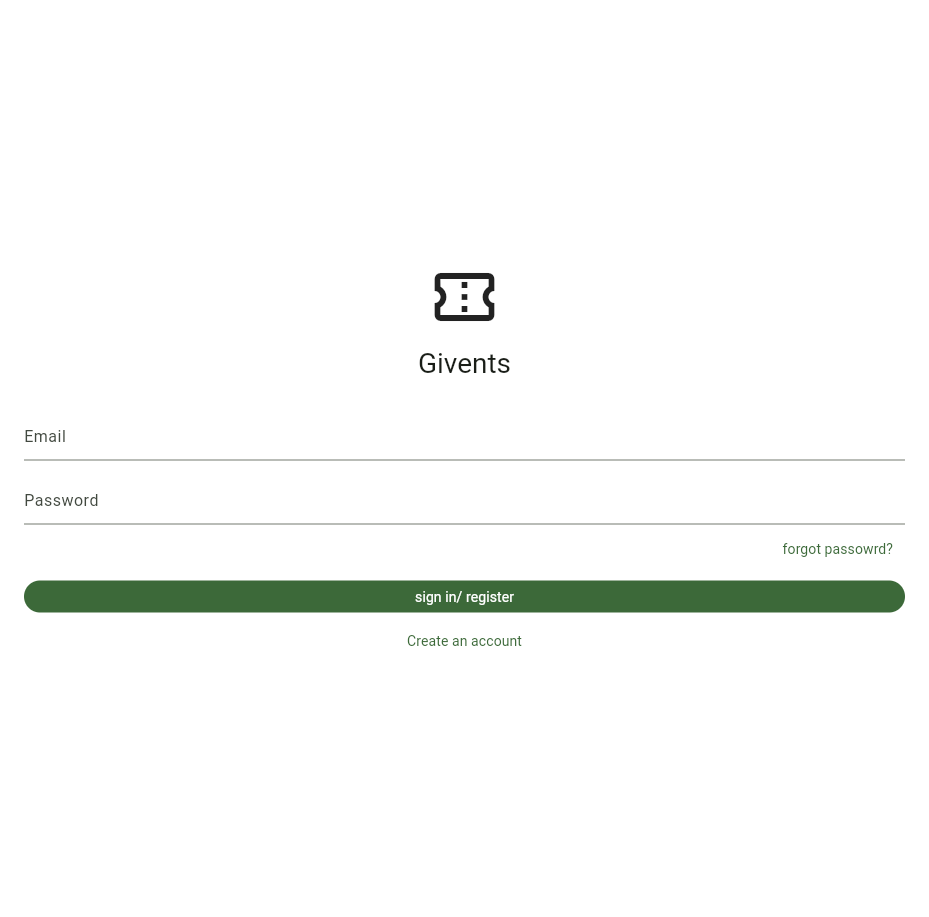 Givents
Email
Password
forgot passowrd?
sign in/ register
Create an account